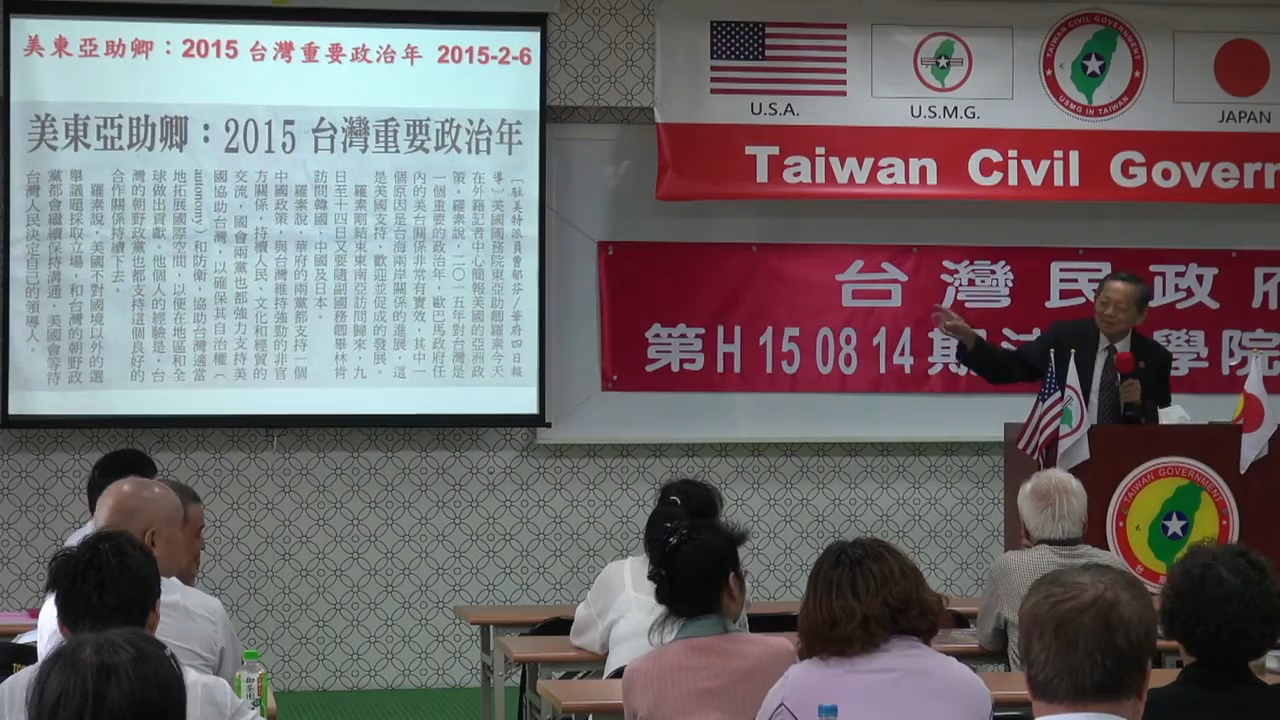 美東亞助卿：2015 台灣重要政治年 2015-2-6
美東亞助卿：2015 台灣重要政治年
〔駐美特派員曹郁芬／華府四日報
導〕美國國務院東亞助卿羅素今天
在外籍記者中心簡報美國的亞洲政
策。羅素說，二○一五年對台灣是
一個重要的政治年，歐巴馬政府任
內的美台關係非常有實效，其中一
個原因是台海兩岸關係的進展，這
是美國支持、歡迎並促成的發展。
羅素剛結束東南亞訪問歸來，九
日至十四日又要隨副國務卿畢林肯
訪問韓國、中國及日本。
羅素說，華府的兩黨都支持一個
中國政策，與台灣維持強勁的非官
方關係，持續人民、文化和經貿的
交流，國會兩黨也都強力支持美
國協助台灣，以確保其自治權（
autonomy）和防衛，協助台灣適當
地拓展國際空間，以便在地區和全
球做出貢獻。他個人的經驗是，台
灣的朝野政黨也都支持這個良好的
合作關係持續下去。
羅素說，美國不對國境以外的選
舉議題採取立場，和台灣的朝野政
黨都會繼續保持溝通。美國會等待
台灣人民決定自己的領導人。
U.S.A.
U.S.M.G.
TAIWAN CIVIL GOVERNMENT
USMG IN TAIWAN
JAPAN
Taiwan Civil Govern
台灣民政府
第H 15 08 14 期法 學院
TAIWAN GOVERNMENT
台